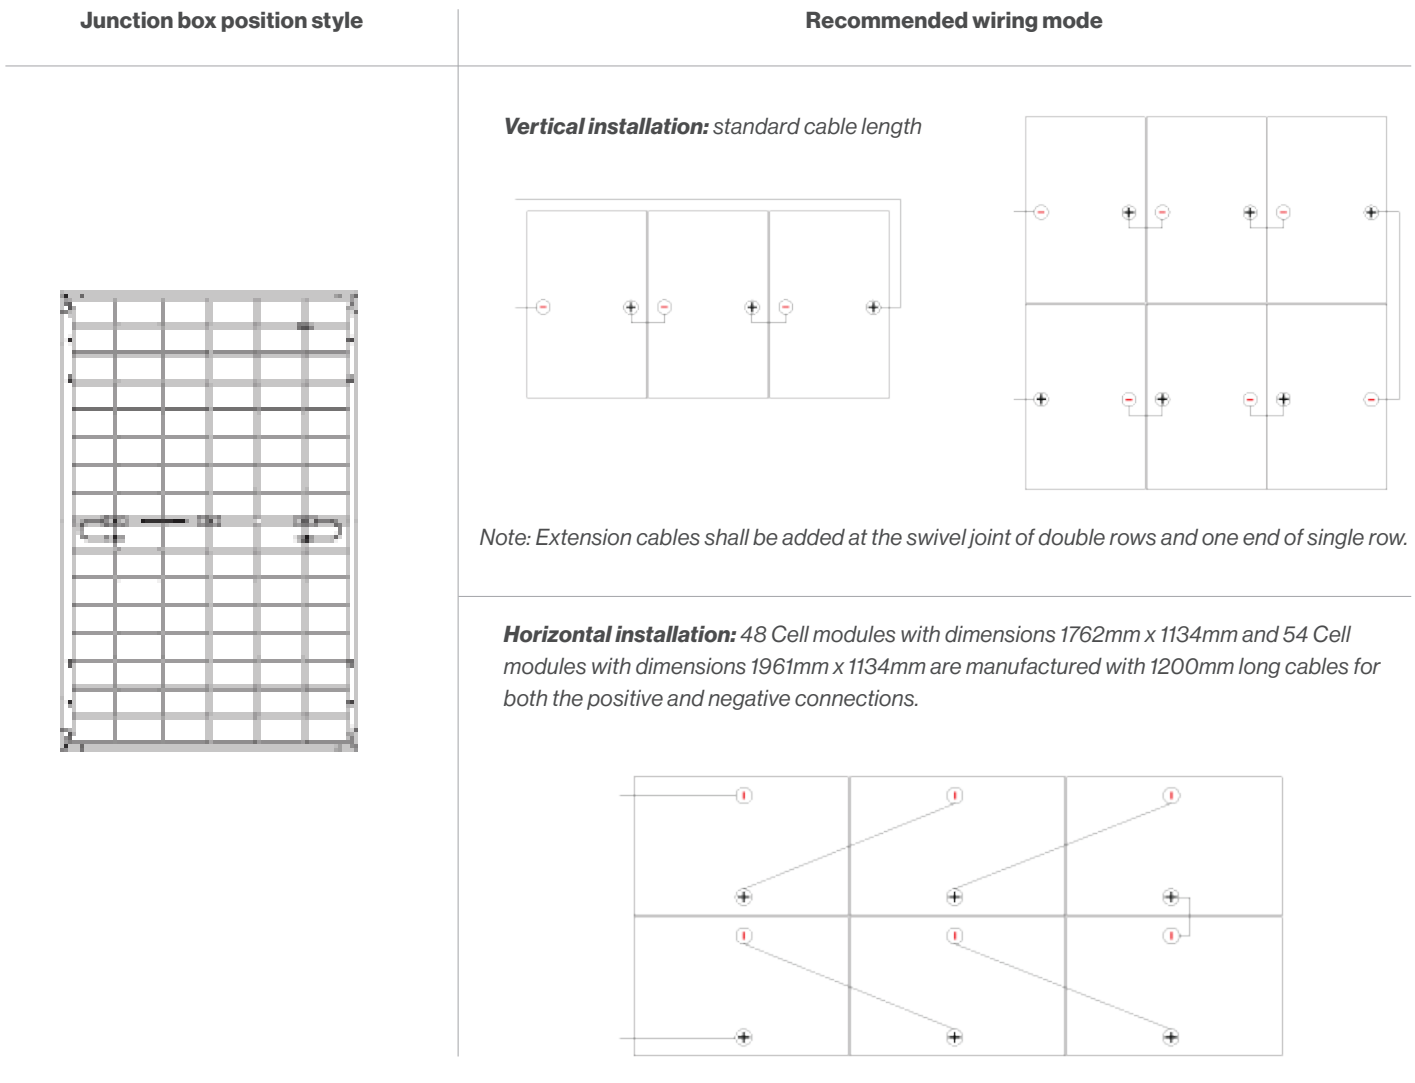 Junction box position style
Recommended wiring mode
Vertical installation: standard cable length
- + - + - +
- + - + - +
+ - + - + -
Note: Extension cables shall be added at the swivel joint of double rows and one end of single row.
Horizontal installation: 48 Cell modules with dimensions 1762mm x 1134mm and 54 Cell
modules with dimensions 1961mm x 1134mm are manufactured with 1200mm long cables for
both the positive and negative connections.
| | |
+ + +
| | |
+ + +